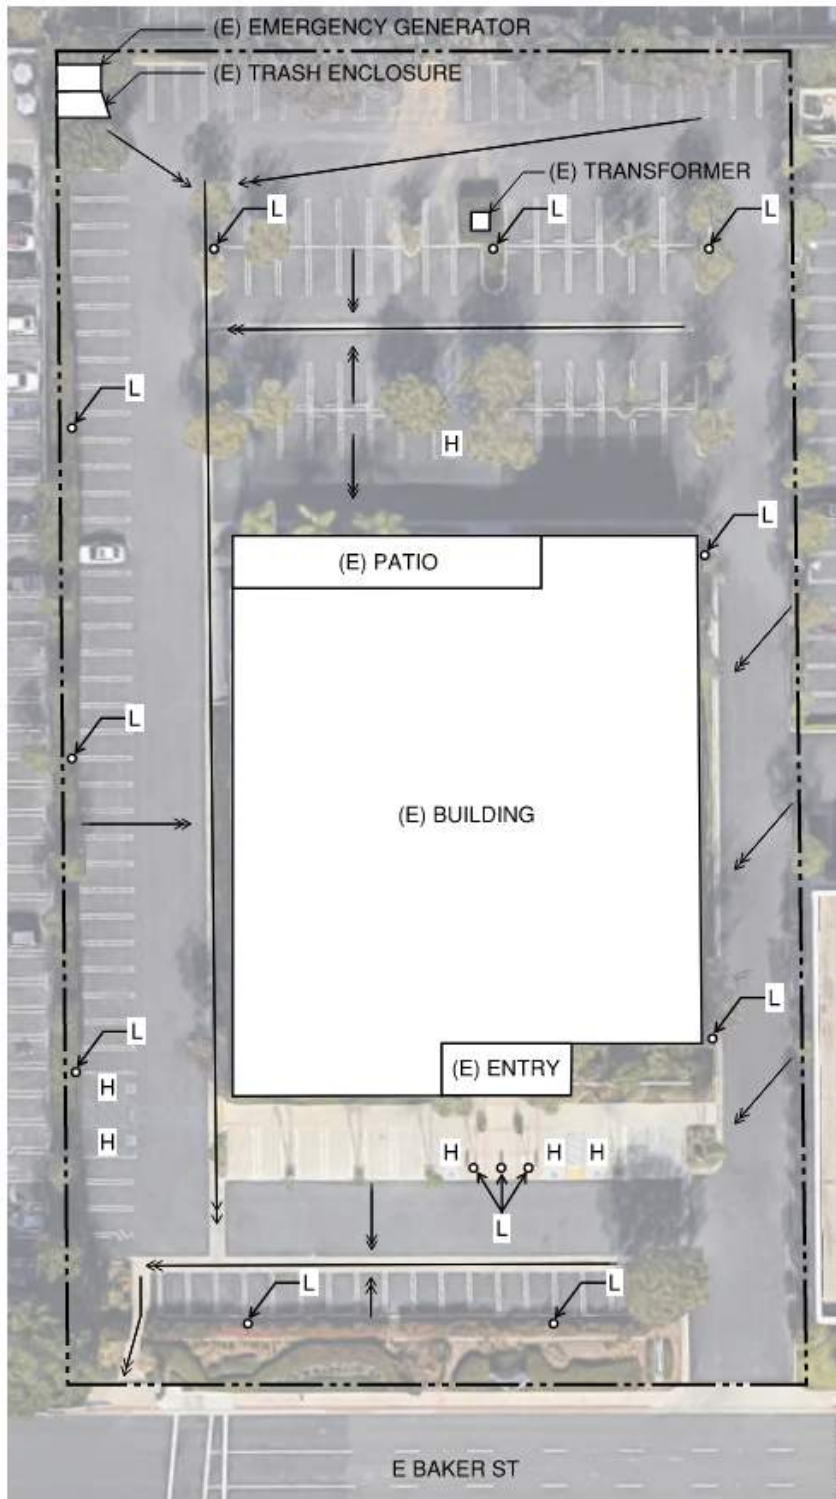 (E) EMERGENCY GENERATOR
(E) TRASH ENCLOSURE
(E) TRANSFORMER
L
L
L
L
H
L
(E) PATIO
L
(E) BUILDING
L
L
H
(E) ENTRY
H
H
H
H
L
L
L
E BAKER ST